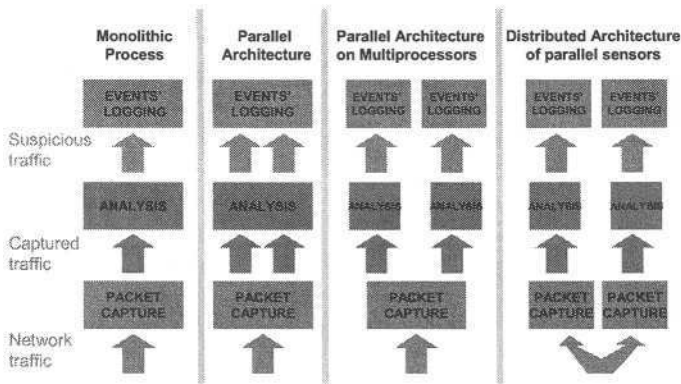 Monolithic
Process
Parallel
Architecture
Parallel Architecture
on Multiprocessors
Distributed Architecture
of parallel sensors
EVENTS'
LOGGING
EVENTS'
LOGGING
EVENTS'
LOGGING
EVENTS'
LOGGING
EVENTS'
LOGGING
EVENTS'
LOGGING
Suspicious
traffic
ANALYSIS
ANALYSIS
ANALYSIS
ANALYSIS
ANALYSIS
ANALYSIS
Captured
traffic
PACKET
CAPTURE
PACKET
CAPTURE
PACKET
CAPTURE
PACKET
CAPTURE
PACKET
CAPTURE
Network
traffic